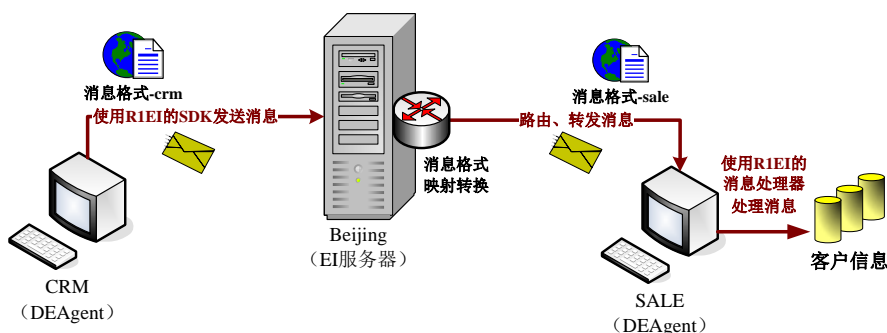 消息格式-crm
使用R1EI的SDK发送消息
消息格式-sale
路由、转发消息
消息格式
映射转换
使用R1EI的
消息处理器
处理消息
Beijing
（EI服务器）
客户信息
CRM
（DEAgent）
SALE
（DEAgent）